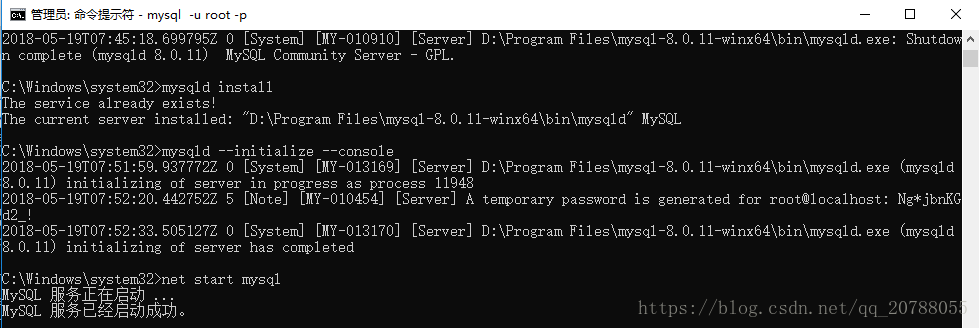 管理员: 命令提示符 - mysql  -u root -p
2018-05-19T07:45:18.699795Z 0 [System] [MY-010910] [Server] D:\Program Files\mysql-8.0.11-winx64\bin\mysqld.exe: Shutdow
n complete (mysqld 8.0.11)  MySQL Community Server - GPL.
C:\Windows\system32>mysqld install
The service already exists!
The current server installed: "D:\Program Files\mysql-8.0.11-winx64\bin\mysqld" MySQL
C:\Windows\system32>mysqld --initialize --console
2018-05-19T07:51:59.937772Z 0 [System] [MY-013169] [Server] D:\Program Files\mysql-8.0.11-winx64\bin\mysqld.exe (mysqld
8.0.11) initializing of server in progress as process 11948
2018-05-19T07:52:20.442752Z 5 [Note] [MY-010454] [Server] A temporary password is generated for root@localhost: Ng*jbnKG
d2_!
2018-05-19T07:52:33.505127Z 0 [System] [MY-013170] [Server] D:\Program Files\mysql-8.0.11-winx64\bin\mysqld.exe (mysqld
8.0.11) initializing of server has completed
C:\Windows\system32>net start mysql
MySQL 服务正在启动 ...
MySQL 服务已经启动成功。
https://blog.csdn.net/qq_20788055